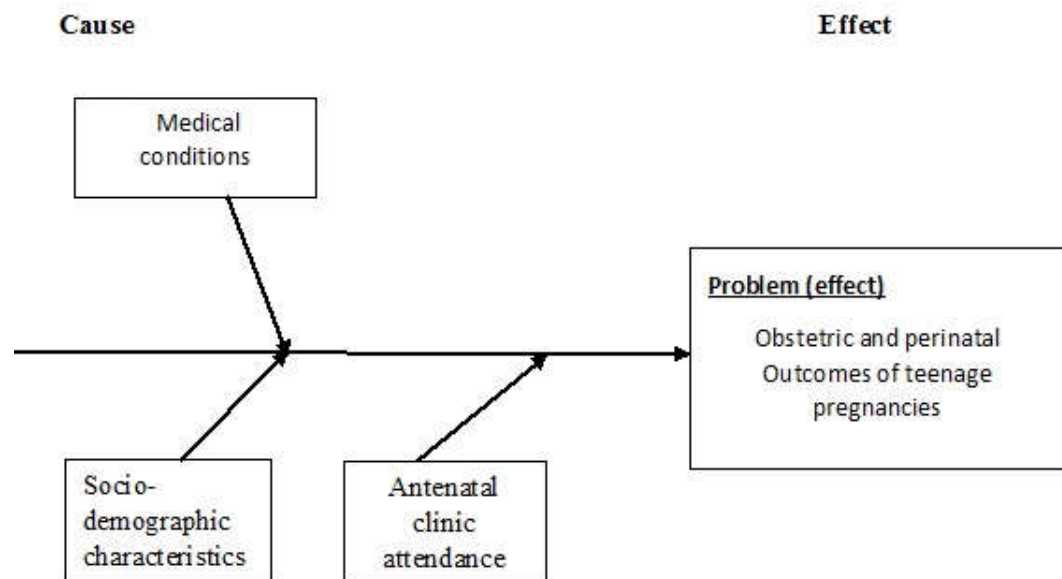 Cause
Effect
Medical
conditions
Problem (effect)
Obstetric and perinatal
Outcomes of teenage
pregnancies
Socio-
demographic
characteristics
Antenatal
clinic
attendance